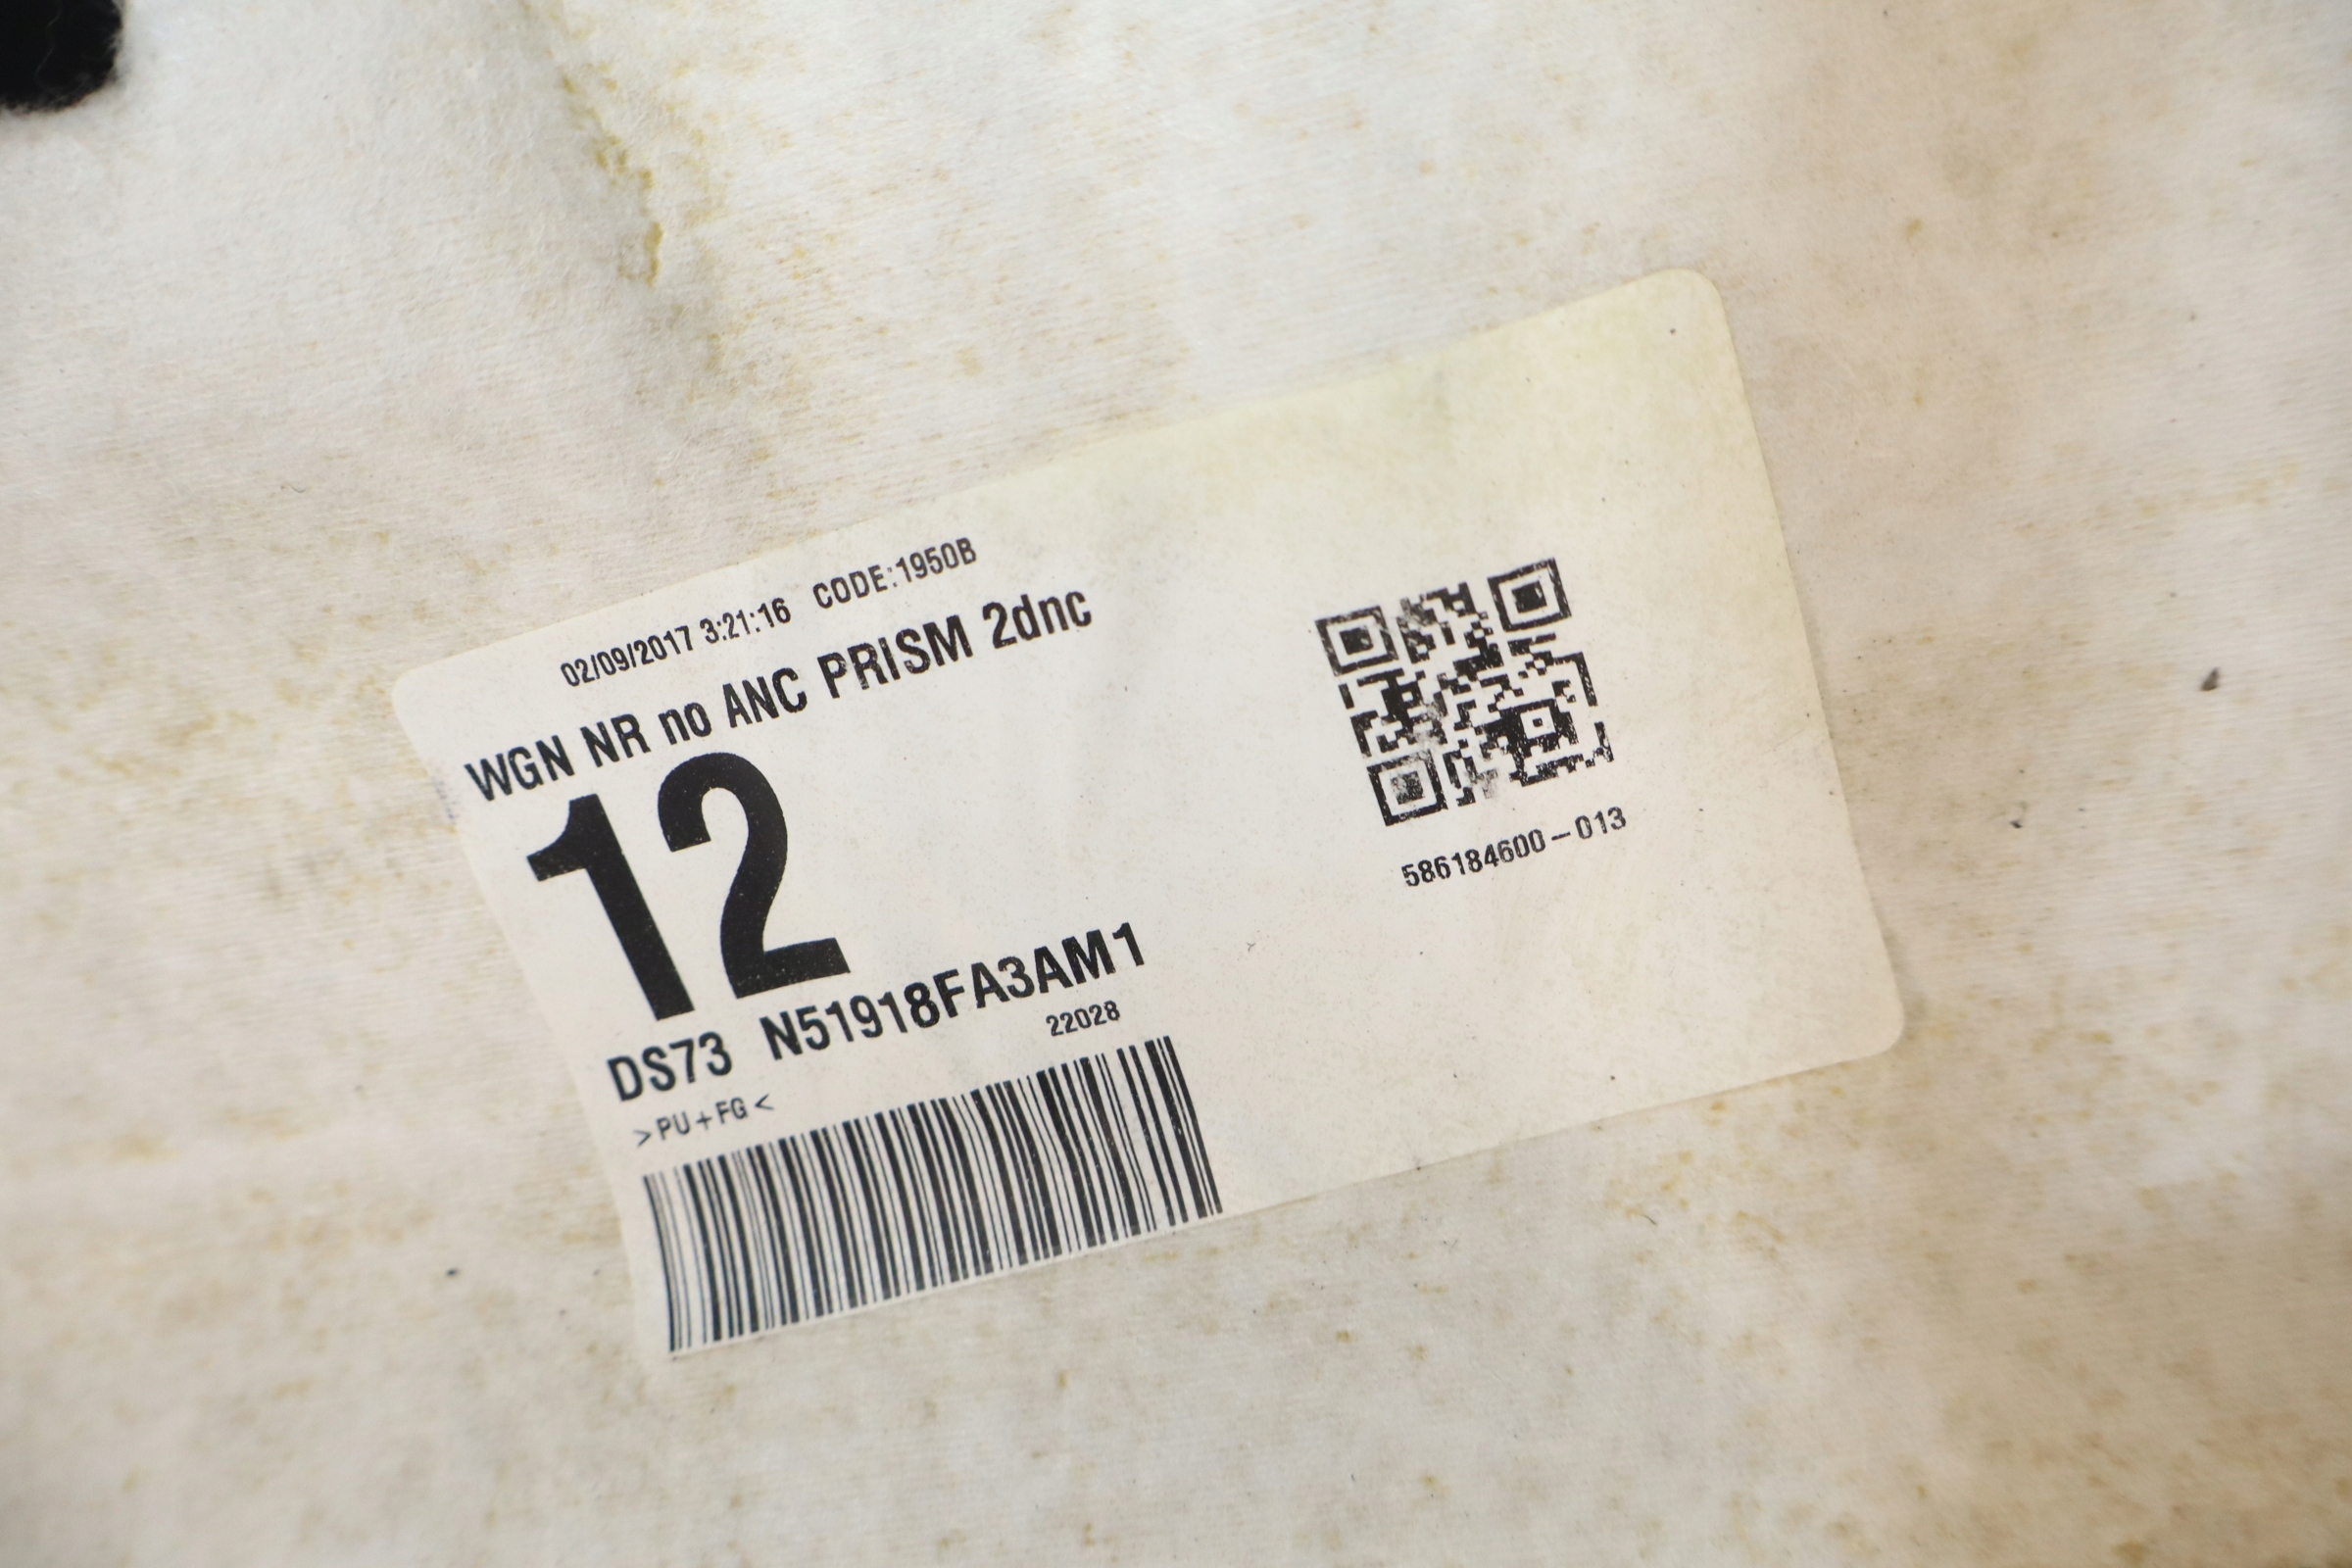 02/09/2017 3:21:16 CODE:1950B
WGN NR no ANC PRISM 2dnc
12
DS73 N51918FA3AM1
22028
>PU+FG<
586184600-013